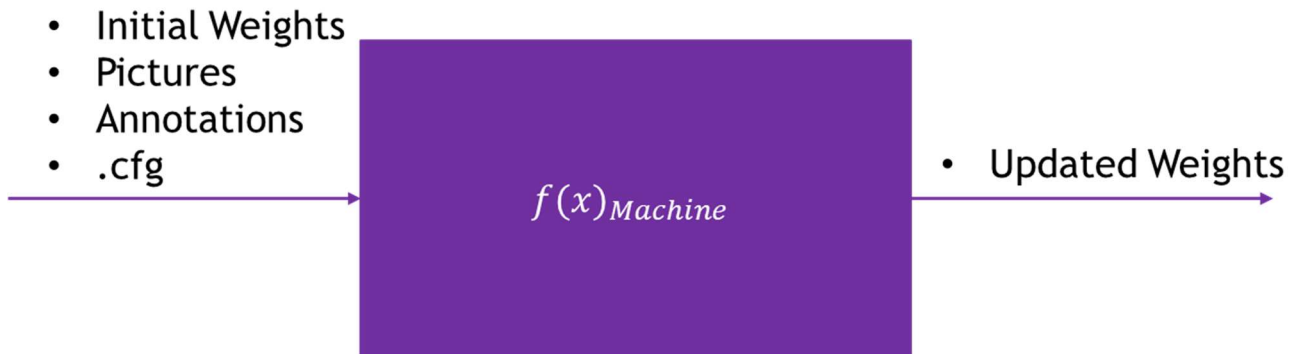 • Initial Weights
• Pictures
• Annotations
• .cfg
f(x)_{Machine}
• Updated Weights